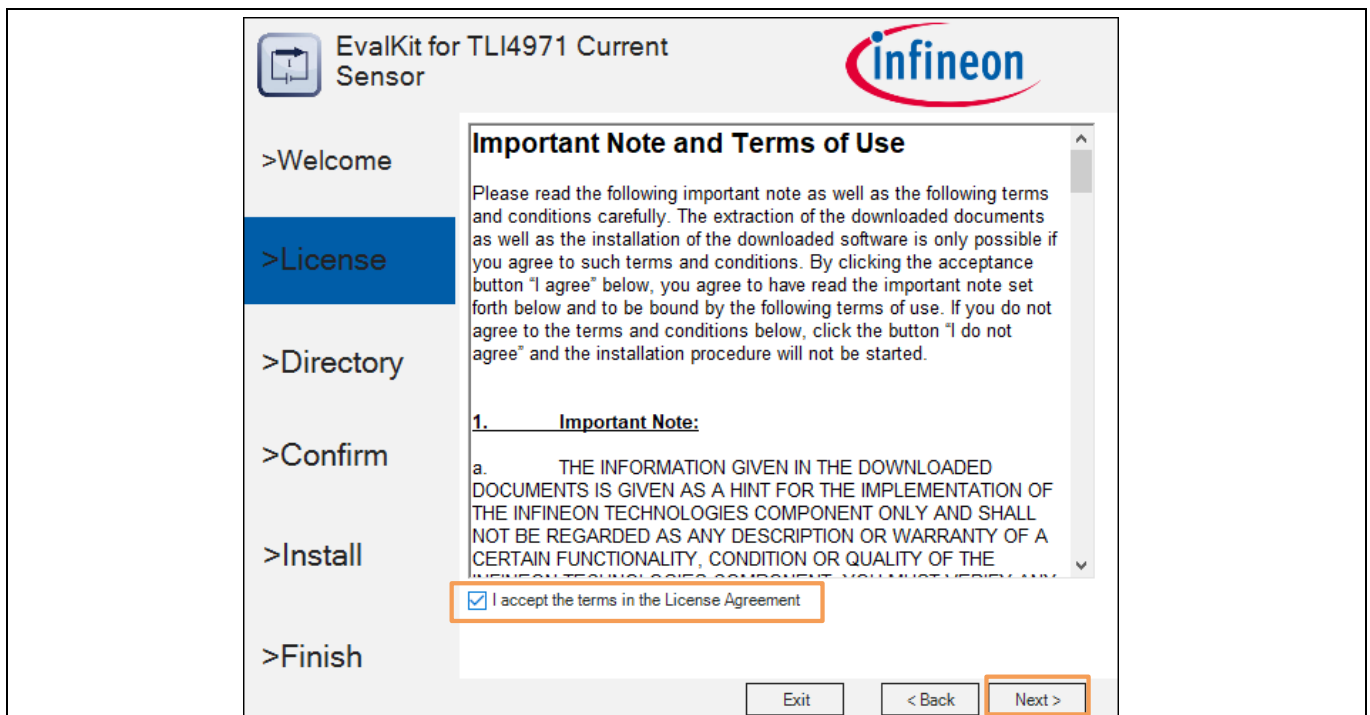 EvalKit for TLI4971 Current
Sensor
infineon
>Welcome
>License
>Directory
>Confirm
>Install
>Finish
Important Note and Terms of Use
Please read the following important note as well as the following terms
and conditions carefully. The extraction of the downloaded documents
as well as the installation of the downloaded software is only possible if
you agree to such terms and conditions. By clicking the acceptance
button “I agree” below, you agree to have read the important note set
forth below and to be bound by the following terms of use. If you do not
agree to the terms and conditions below, click the button “I do not
agree” and the installation procedure will not be started.
1. Important Note:
a. THE INFORMATION GIVEN IN THE DOWNLOADED
DOCUMENTS IS GIVEN AS A HINT FOR THE IMPLEMENTATION OF
THE INFINEON TECHNOLOGIES COMPONENT ONLY AND SHALL
NOT BE REGARDED AS ANY DESCRIPTION OR WARRANTY OF A
CERTAIN FUNCTIONALITY, CONDITION OR QUALITY OF THE
INFINEON TECHNOLOGIES COMPONENT. YOU MUST VERIFY ANY
I accept the terms in the License Agreement
Exit
< Back
Next >